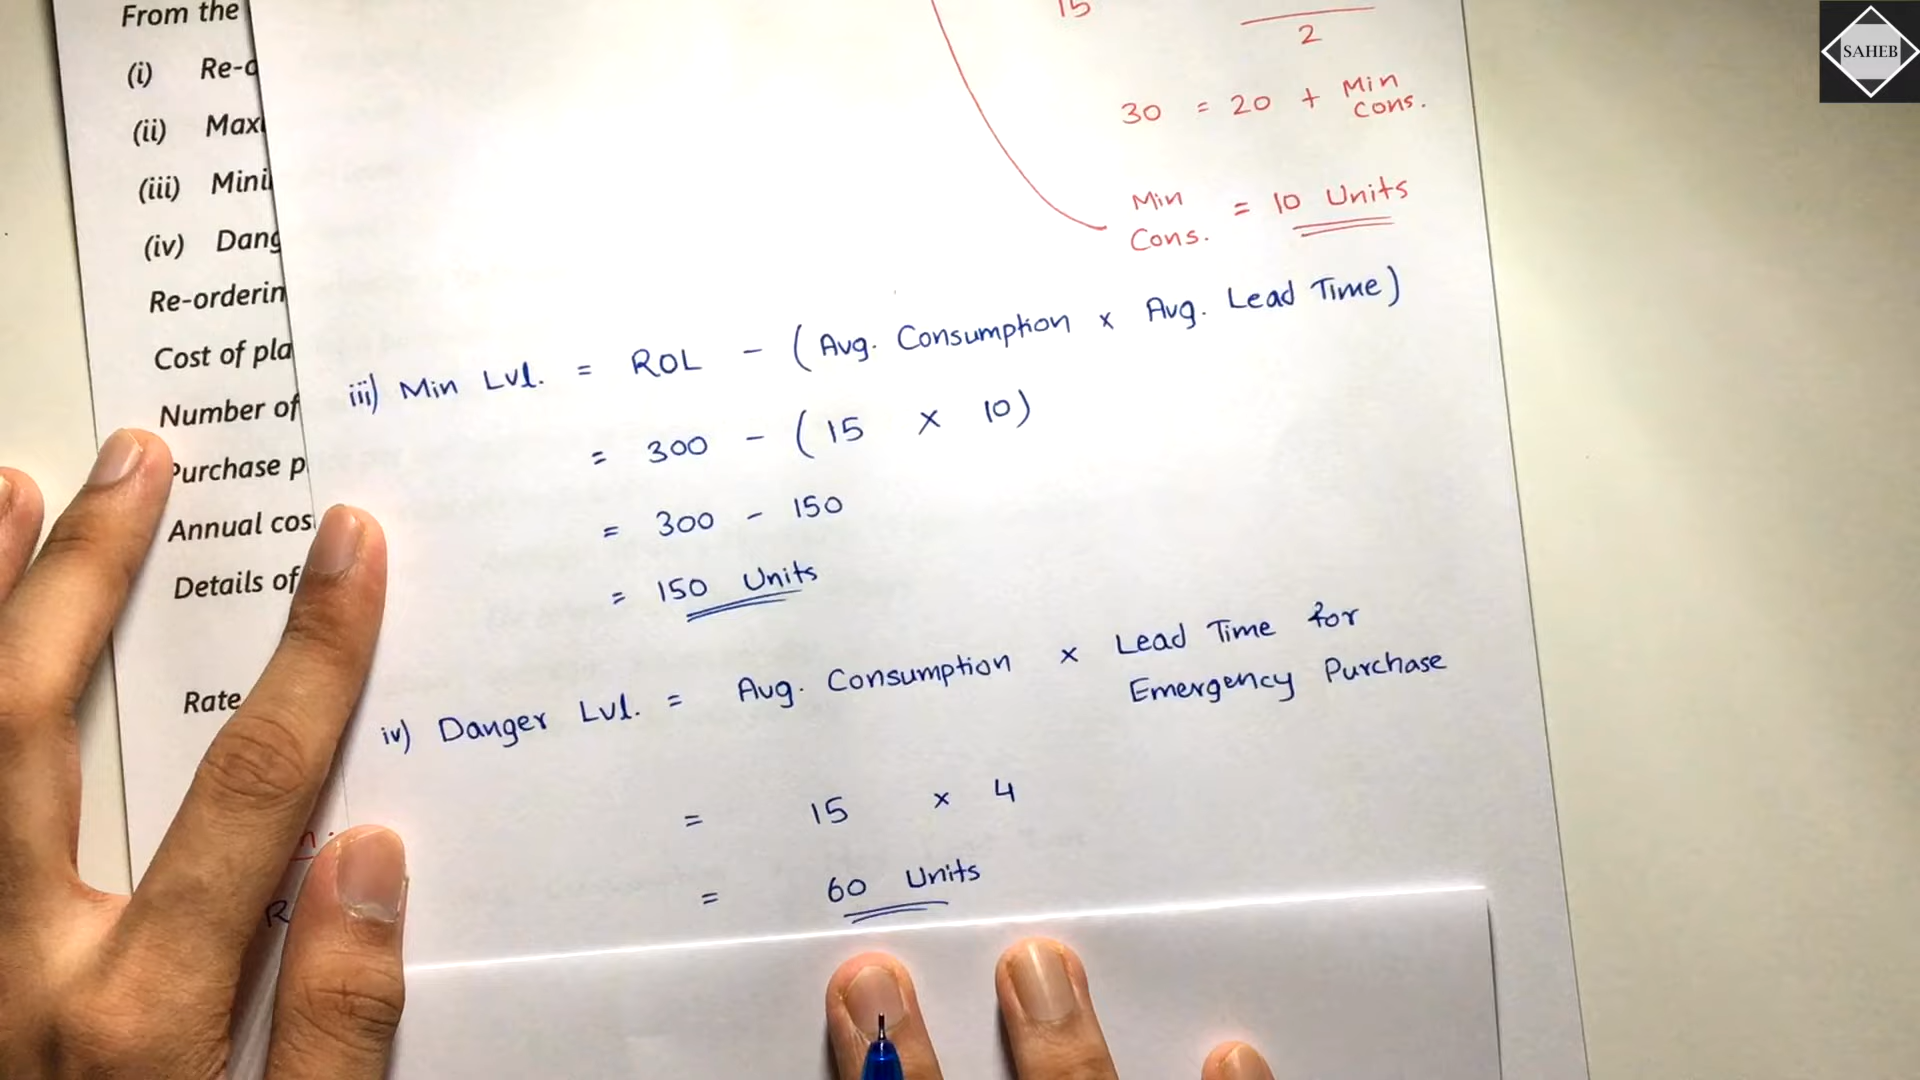 From the
(i) Re-o
(ii) Maxi
(iii) Mini
(iv) Dang
Re-orderin
Cost of pla
Number of
Purchase p
Annual cos
Details of
Rate
R
15
2
30 = 20 + Min Cons.
Min Cons. = 10 Units
iii) Min Lvl. = ROL - (Avg. Consumption x Avg. Lead Time)
= 300 - (15 x 10)
= 300 - 150
= 150 Units
iv) Danger Lvl. = Avg. Consumption x Lead Time for
Emergency Purchase
= 15 x 4
= 60 Units
SAHEB